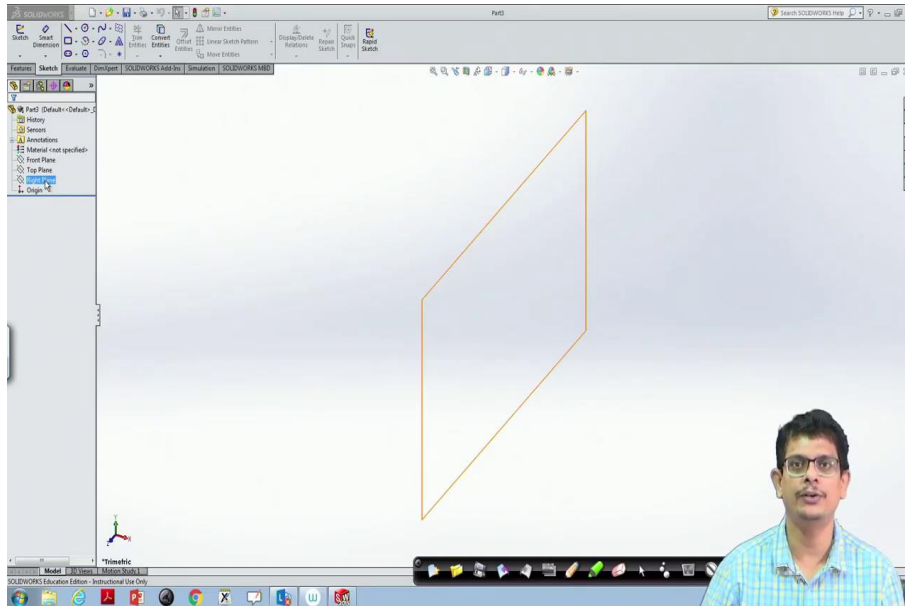 SOLIDWORKS
Part3
Search SOLIDWORKS Help
Sketch
Smart Dimension
Trim Entities
Convert Entities
Offset Entities
Mirror Entities
Linear Sketch Pattern
Move Entities
Display/Delete Relations
Repair Sketch
Quick Snaps
Rapid Sketch
Features Sketch Evaluate DimXpert SOLIDWORKS Add-Ins Simulation SOLIDWORKS MBD
Part3 (Default<<Default>_D
History
Sensors
Annotations
Material <not specified>
Front Plane
Top Plane
Right Plane
Origin
Y
X
*Trimetric
Model 3D Views Motion Study 1
SOLIDWORKS Education Edition - Instructional Use Only